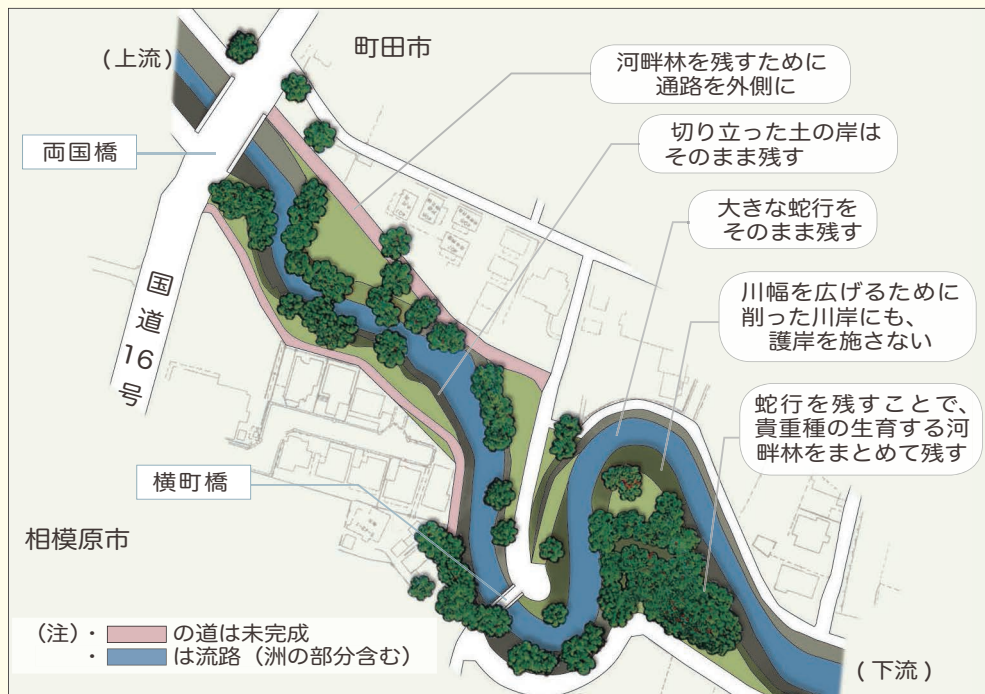 (上流)
町田市
河畔林を残すために
通路を外側に
両国橋
切り立った土の岸は
そのまま残す
大きな蛇行を
そのまま残す
国道16号
川幅を広げるために
削った川岸にも、
護岸を施さない
蛇行を残すことで、
貴重種の生育する河
畔林をまとめて残す
横町橋
相模原市
(注)・ の道は未完成
・ は流路(洲の部分含む)
(下流)